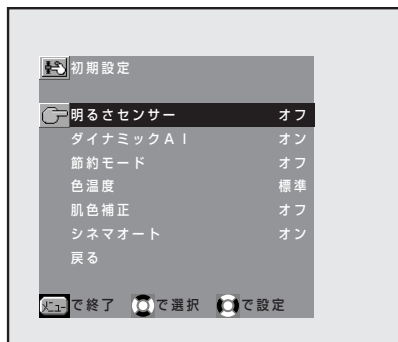 初期設定
明るさセンサー オフ
ダイナミックAI オン
節約モード オフ
色温度 標準
肌色補正 オフ
シネマオート オン
戻る
メニューで終了 で選択 で設定